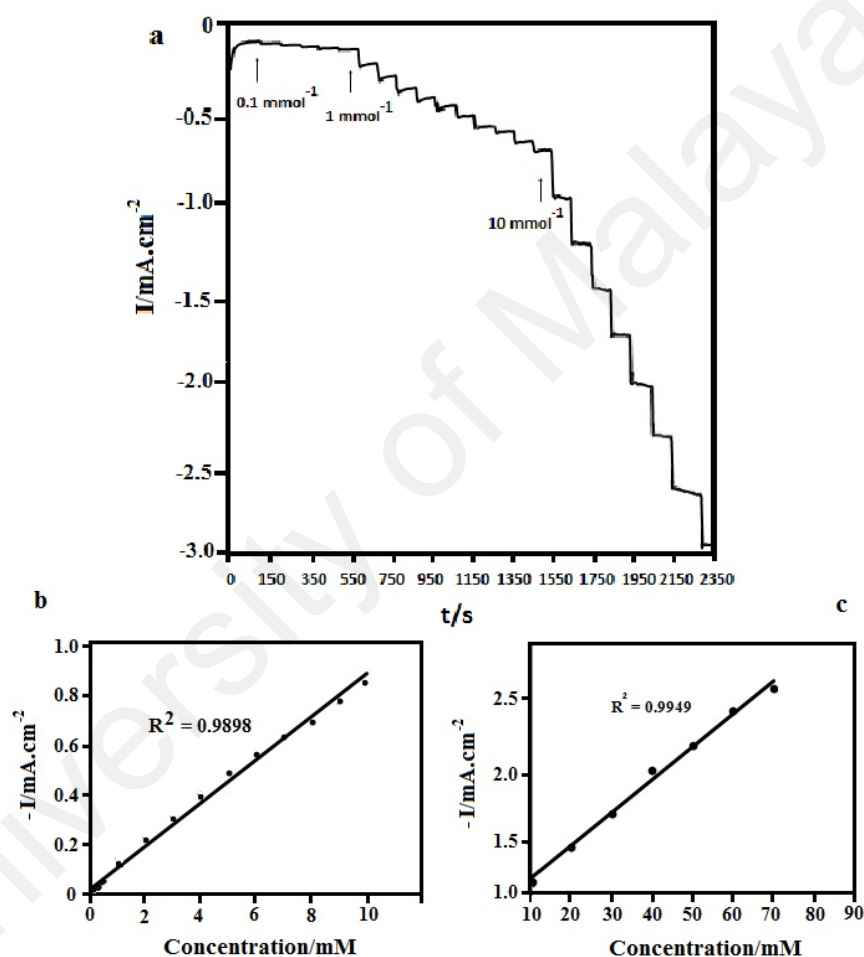 a
0
-0.5
-1.0
-1.5
-2.0
-2.5
-3.0
I/mA.cm-2
0.1 mmol-1
1 mmol-1
10 mmol-1
0 150 350 550 750 950 1150 1350 1550 1750 1950 2150 2350
t/s
b
1.0
0.8
0.6
0.4
0.2
0
-I/mA.cm-2
R2 = 0.9898
0 2 4 6 8 10
Concentration/mM
c
2.5
2.0
1.5
1.0
-I/mA.cm-2
R2 = 0.9949
10 20 30 40 50 60 70 80 90
Concentration/mM
University of Malaya